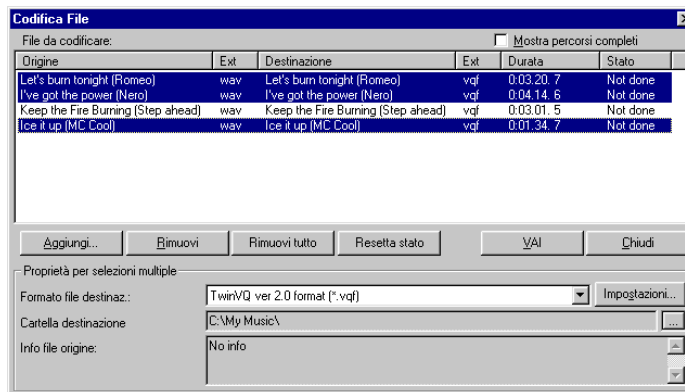 Codifica File
File da codificare: Mostra percorsi completi
Origine Ext Destinazione Ext Durata Stato
Let's burn tonight (Romeo) wav Let's burn tonight (Romeo) vqf 0:03.20. 7 Not done
I've got the power (Nero) wav I've got the power (Nero) vqf 0:04.14. 6 Not done
Keep the Fire Burning (Step ahead) wav Keep the Fire Burning (Step ahead) vqf 0:03.01. 5 Not done
Ice it up (MC Cool) wav Ice it up (MC Cool) vqf 0:01.34. 7 Not done
Aggiungi... Rimuovi Rimuovi tutto Resetta stato VAI Chiudi
Proprietà per selezioni multiple
Formato file destinaz.: TwinVQ ver 2.0 format (*.vqf) Impostazioni...
Cartella destinazione C:\My Music\ ...
Info file origine: No info